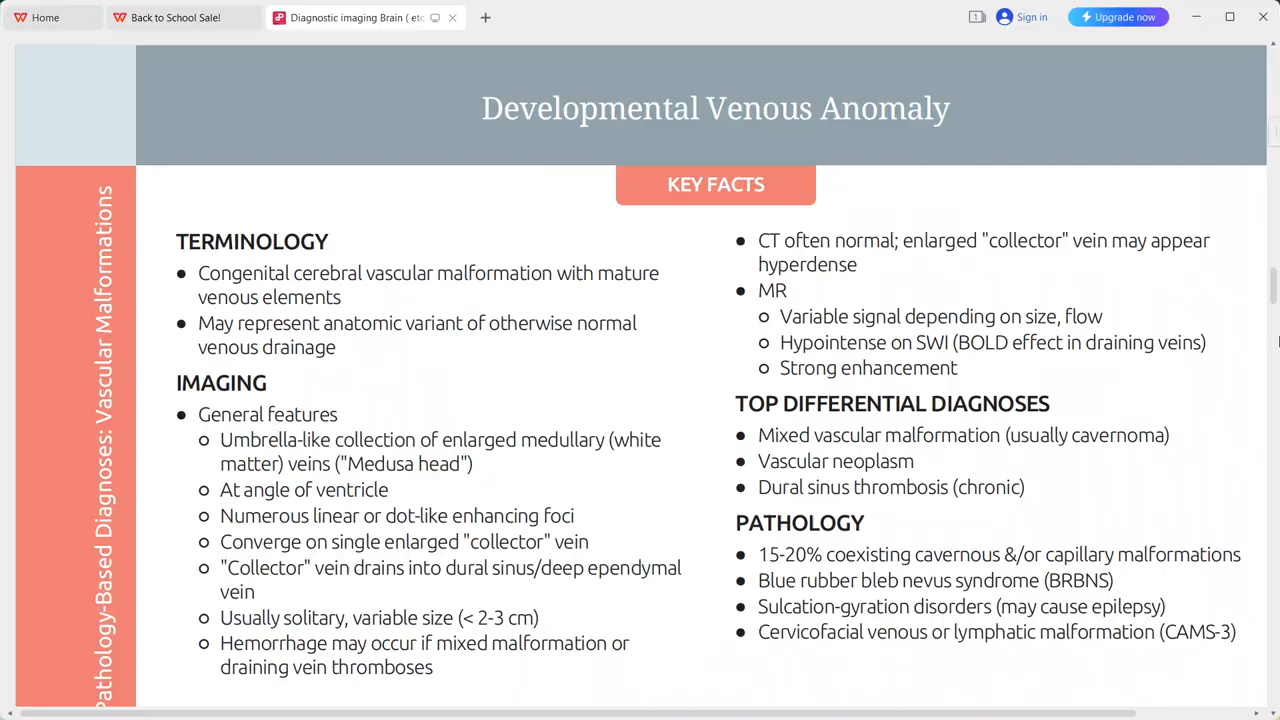 Home
Back to School Sale!
Diagnostic imaging Brain ( etc
1
Sign in
Upgrade now
Developmental Venous Anomaly
KEY FACTS
Pathology-Based Diagnoses: Vascular Malformations
TERMINOLOGY
● Congenital cerebral vascular malformation with mature
venous elements
● May represent anatomic variant of otherwise normal
venous drainage
IMAGING
● General features
○ Umbrella-like collection of enlarged medullary (white
matter) veins ("Medusa head")
○ At angle of ventricle
○ Numerous linear or dot-like enhancing foci
○ Converge on single enlarged "collector" vein
○ "Collector" vein drains into dural sinus/deep ependymal
vein
○ Usually solitary, variable size (< 2-3 cm)
○ Hemorrhage may occur if mixed malformation or
draining vein thromboses
● CT often normal; enlarged "collector" vein may appear
hyperdense
● MR
○ Variable signal depending on size, flow
○ Hypointense on SWI (BOLD effect in draining veins)
○ Strong enhancement
TOP DIFFERENTIAL DIAGNOSES
● Mixed vascular malformation (usually cavernoma)
● Vascular neoplasm
● Dural sinus thrombosis (chronic)
PATHOLOGY
● 15-20% coexisting cavernous &/or capillary malformations
● Blue rubber bleb nevus syndrome (BRBNS)
● Sulcation-gyration disorders (may cause epilepsy)
● Cervicofacial venous or lymphatic malformation (CAMS-3)